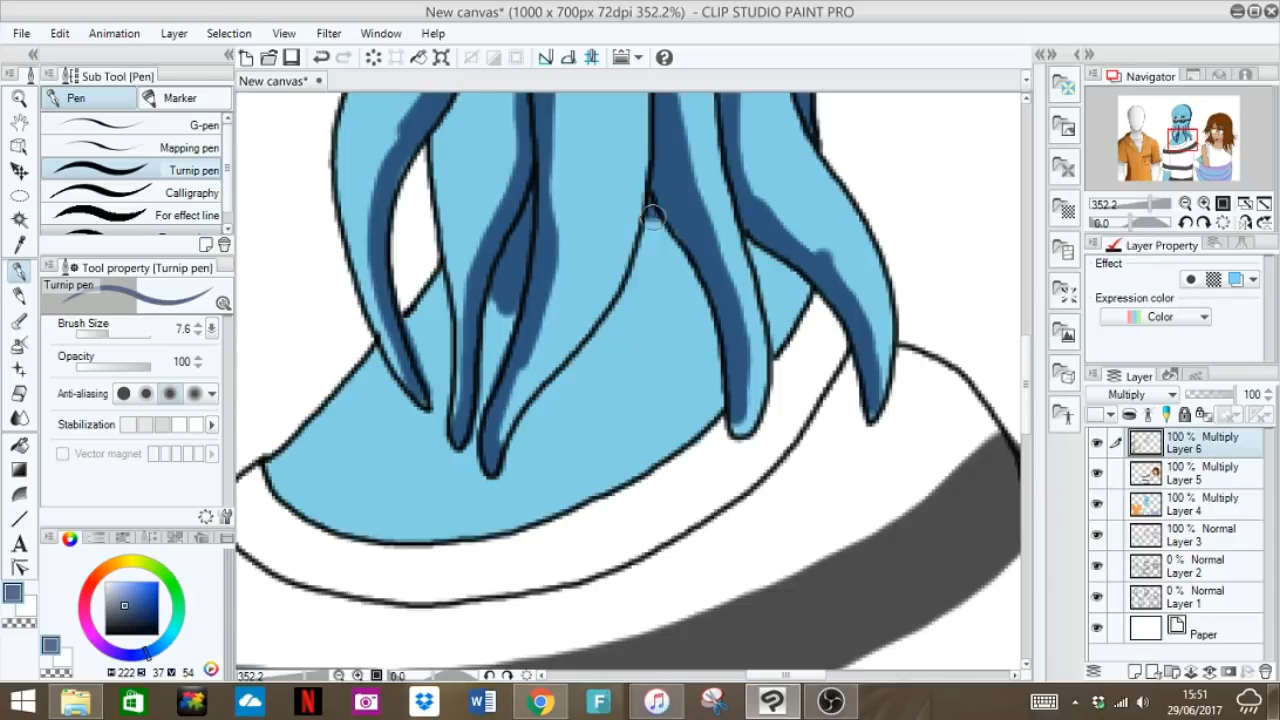 New canvas* (1000 x 700px 72dpi 352.2%) - CLIP STUDIO PAINT PRO
File Edit Animation Layer Selection View Filter Window Help
Sub Tool [Pen]
New canvas*
Navigator
Pen
Marker
G-pen
Mapping pen
Turnip pen
Calligraphy
For effect line
352.2
0.0
Layer Property
Tool property [Turnip pen]
Turnip pen
Effect
Expression color
Color
Brush Size 7.6
Opacity 100
Anti-aliasing
Stabilization
Vector magnet
Layer
Multiply 100
100 % Multiply
Layer 6
100 % Multiply
Layer 5
100 % Multiply
Layer 4
100 % Normal
Layer 3
0 % Normal
Layer 2
0 % Normal
Layer 1
Paper
H 222 S 37 V 54
352.2 0.0
15:51
29/06/2017